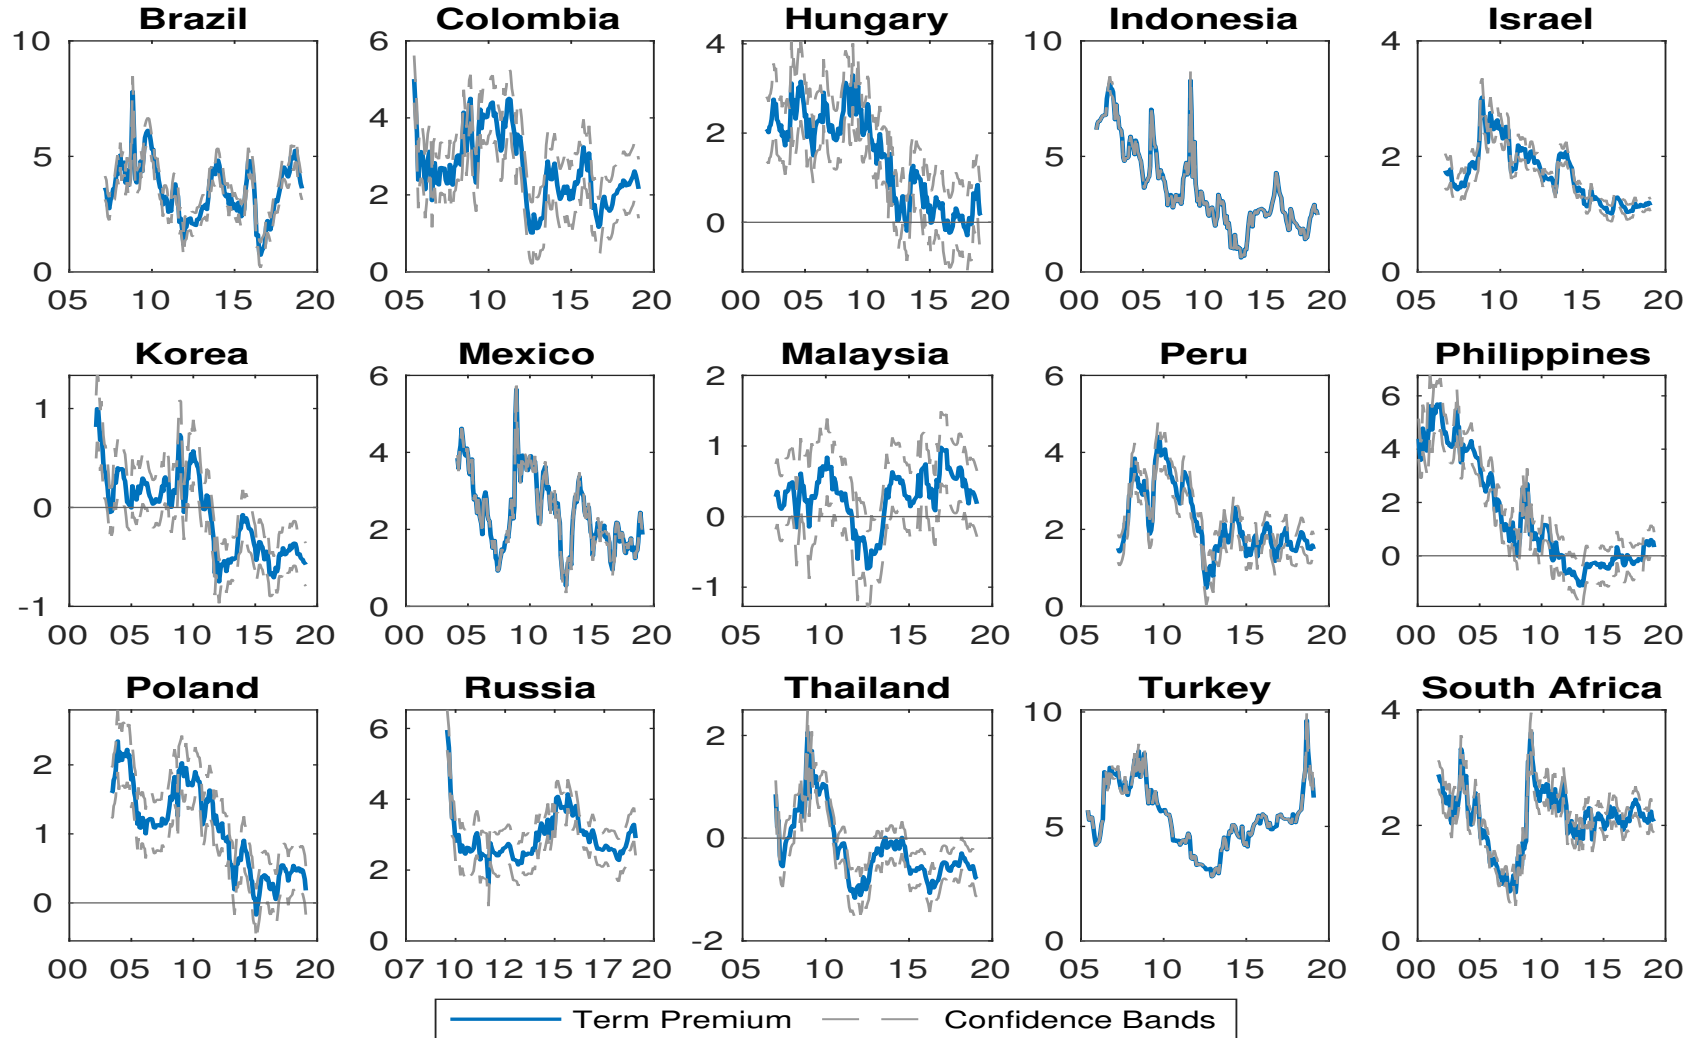 Brazil Colombia Hungary Indonesia Israel
10 6 4 10 4
5 4 2 5 2
2
0 0 0 0 0
05 10 15 20 05 10 15 20 00 05 10 15 20 00 05 10 15 20 05 10 15 20
Korea Mexico Malaysia Peru Philippines
1 6 2 6 6
0 4 1 4 4
2 0 2 2
-1 0 -1 0 0
00 05 10 15 20 00 05 10 15 20 05 10 15 20 05 10 15 20 00 05 10 15 20
Poland Russia Thailand Turkey South Africa
2 6 2 10 4
1 4 0 5 2
0 2
0 -2 0 0
00 05 10 15 20 07 10 12 15 17 20 05 10 15 20 05 10 15 20 00 05 10 15 20
Term Premium Confidence Bands